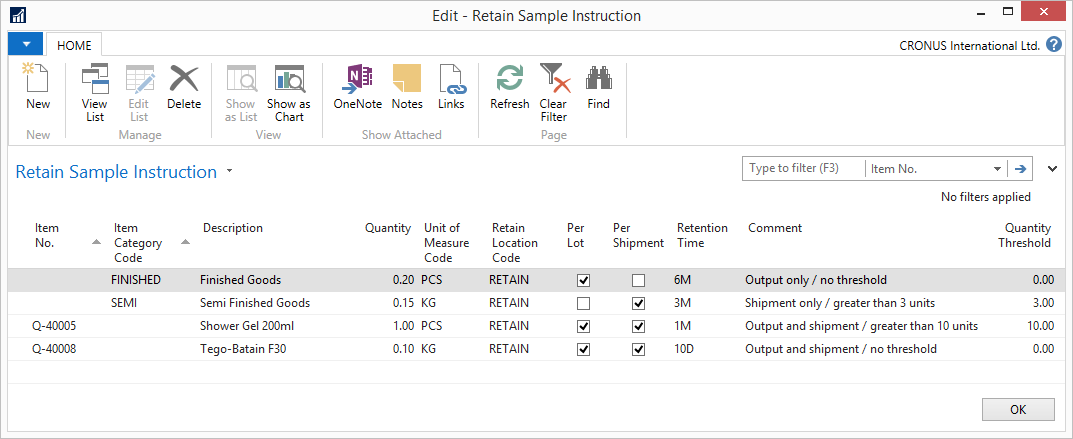 Edit - Retain Sample Instruction
HOME
CRONUS International Ltd.
New
View List
Edit List
Delete
Show as List
Show as Chart
OneNote
Notes
Links
Refresh
Clear Filter
Find
New
Manage
View
Show Attached
Page
Retain Sample Instruction
Type to filter (F3)
Item No.
No filters applied
Item No. Item Category Code Description Quantity Unit of Measure Code Retain Location Code Per Lot Per Shipment Retention Time Comment Quantity Threshold
FINISHED Finished Goods 0.20 PCS RETAIN 6M Output only / no threshold 0.00
SEMI Semi Finished Goods 0.15 KG RETAIN 3M Shipment only / greater than 3 units 3.00
Q-40005 Shower Gel 200ml 1.00 PCS RETAIN 1M Output and shipment / greater than 10 units 10.00
Q-40008 Tego-Batain F30 0.10 KG RETAIN 10D Output and shipment / no threshold 0.00
OK